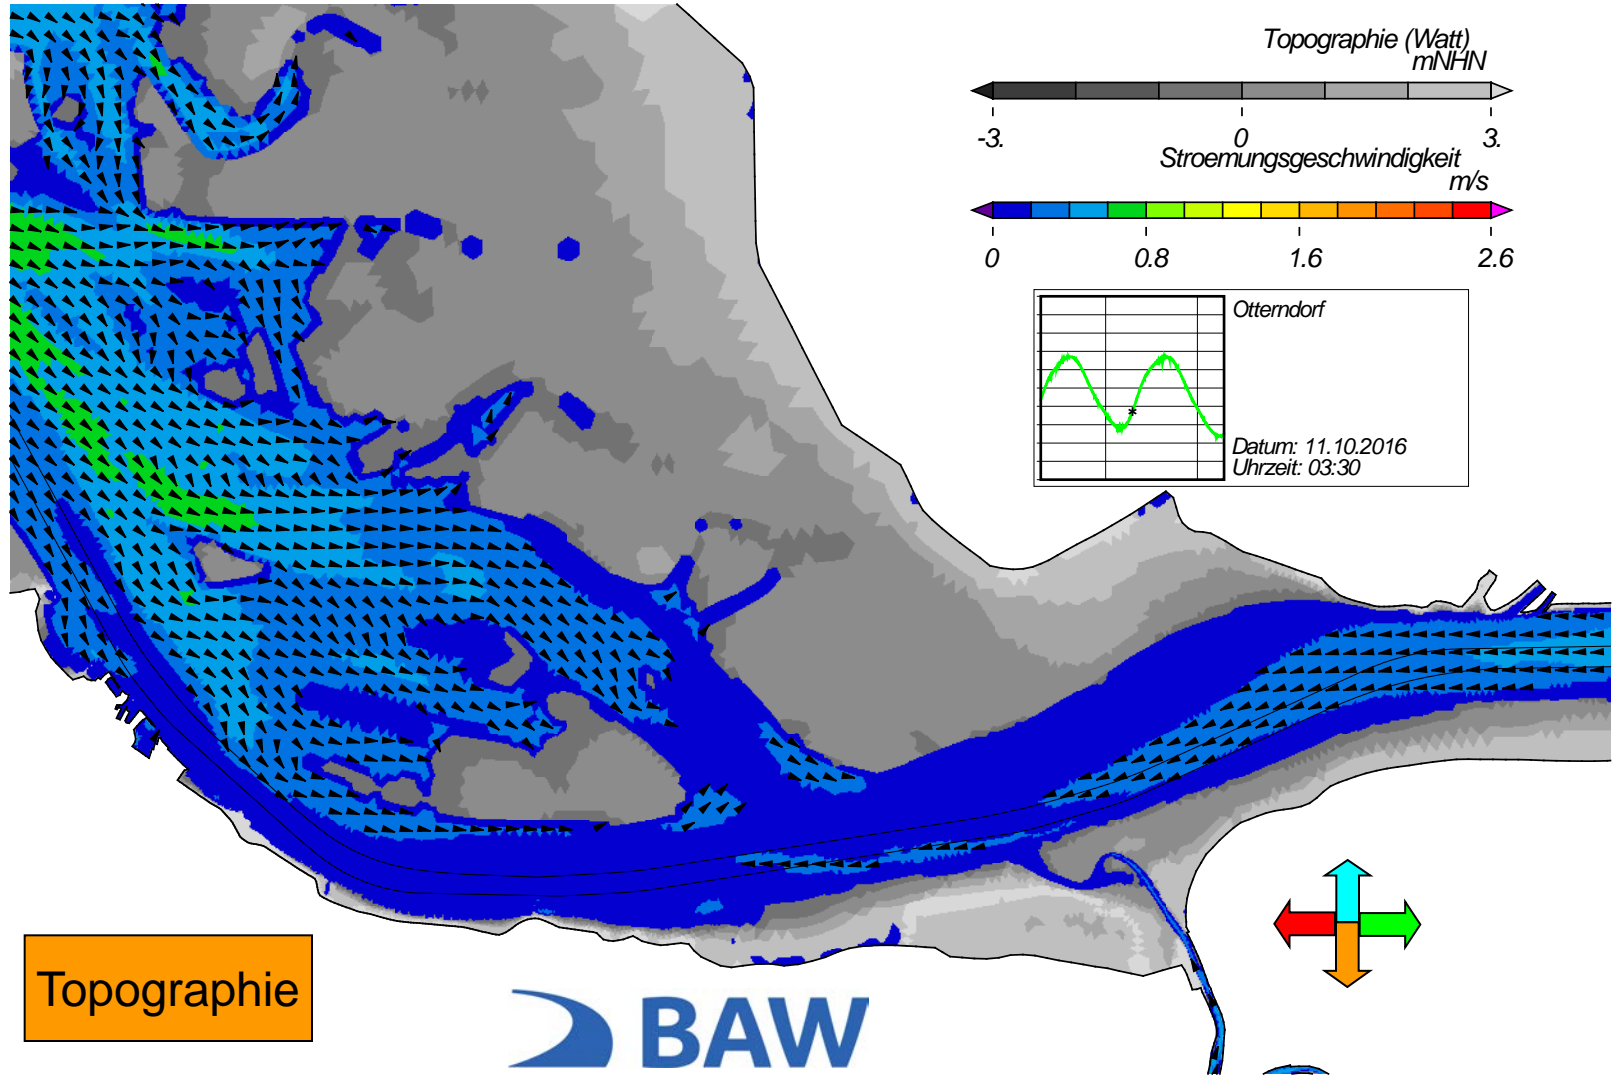 Topographie (Watt)
mNHN
-3. 0 3.
Stroemungsgeschwindigkeit
m/s
0 0.8 1.6 2.6
Otterndorf
Datum: 11.10.2016
Uhrzeit: 03:30
Topographie
BAW